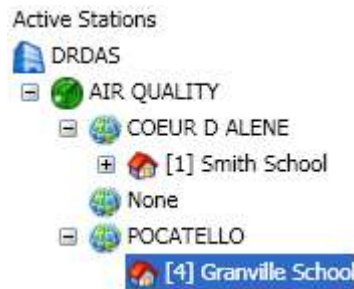 Active Stations
DRDAS
AIR QUALITY
COEUR D ALENE
[1] Smith School
None
POCATELLO
[4] Granville School